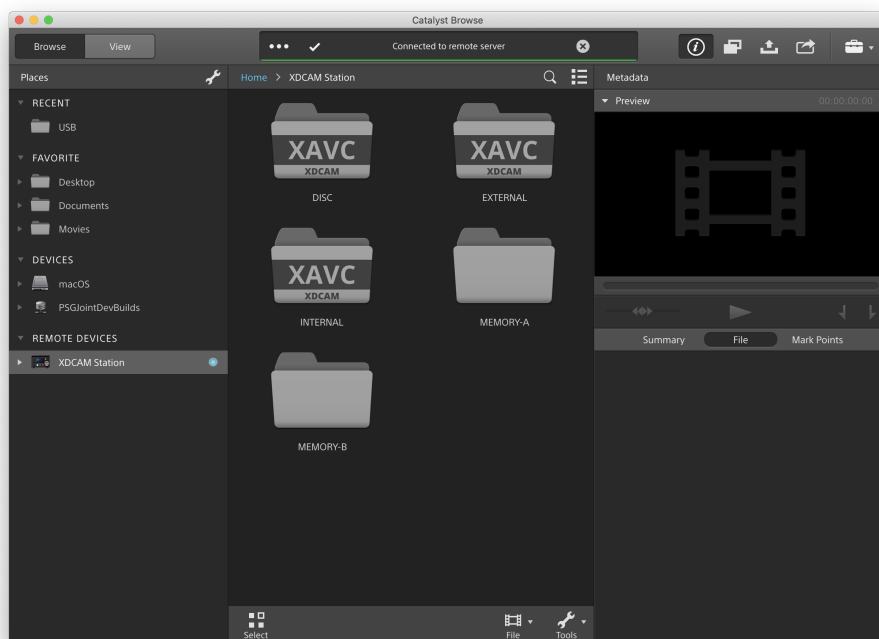 Catalyst Browse
Browse
View
Connected to remote server
Places
Home > XDCAM Station
Metadata
RECENT
USB
FAVORITE
Desktop
Documents
Movies
DEVICES
macOS
PSGJointDevBuilds
REMOTE DEVICES
XDCAM Station
XAVC
XDCAM
DISC
XAVC
XDCAM
EXTERNAL
XAVC
XDCAM
INTERNAL
MEMORY-A
MEMORY-B
Select
File
Tools
Preview
00:00:00:00
Summary
File
Mark Points